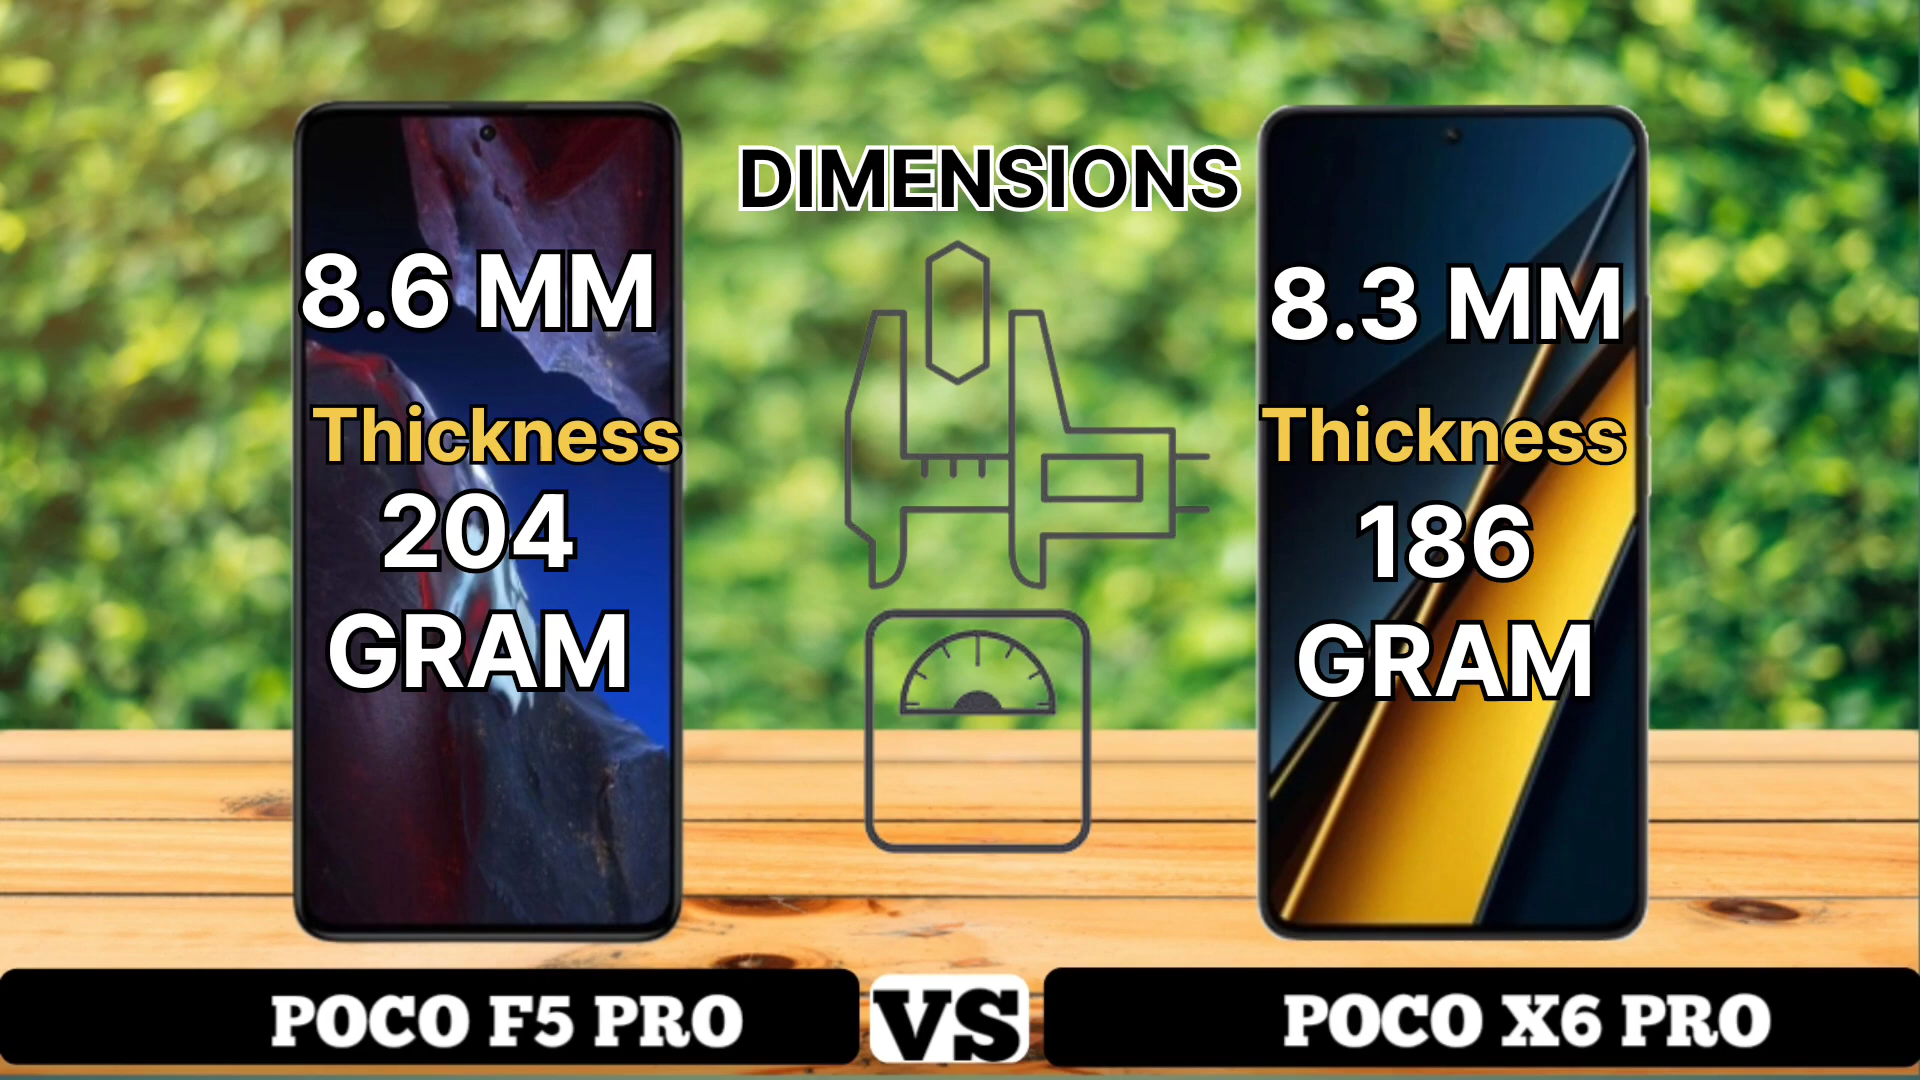 DIMENSIONS
8.6 MM
Thickness
204
GRAM
8.3 MM
Thickness
186
GRAM
POCO F5 PRO
VS
POCO X6 PRO